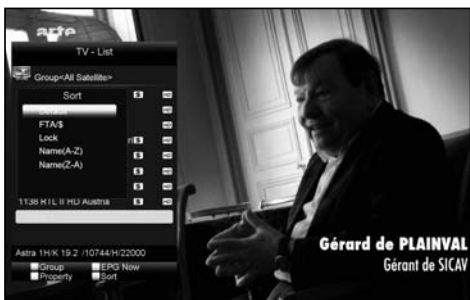 arte
TV - List
Group<All Satellite>
Sort
FTA/$
Lock
Name(A-Z)
Name(Z-A)
1138 RTL II HD Austria
Astra 1H/K 19.2 /10744/H/22000
Group
EPG Now
Property
Sort
Gérard de PLAINVAL
Gérant de SICAV